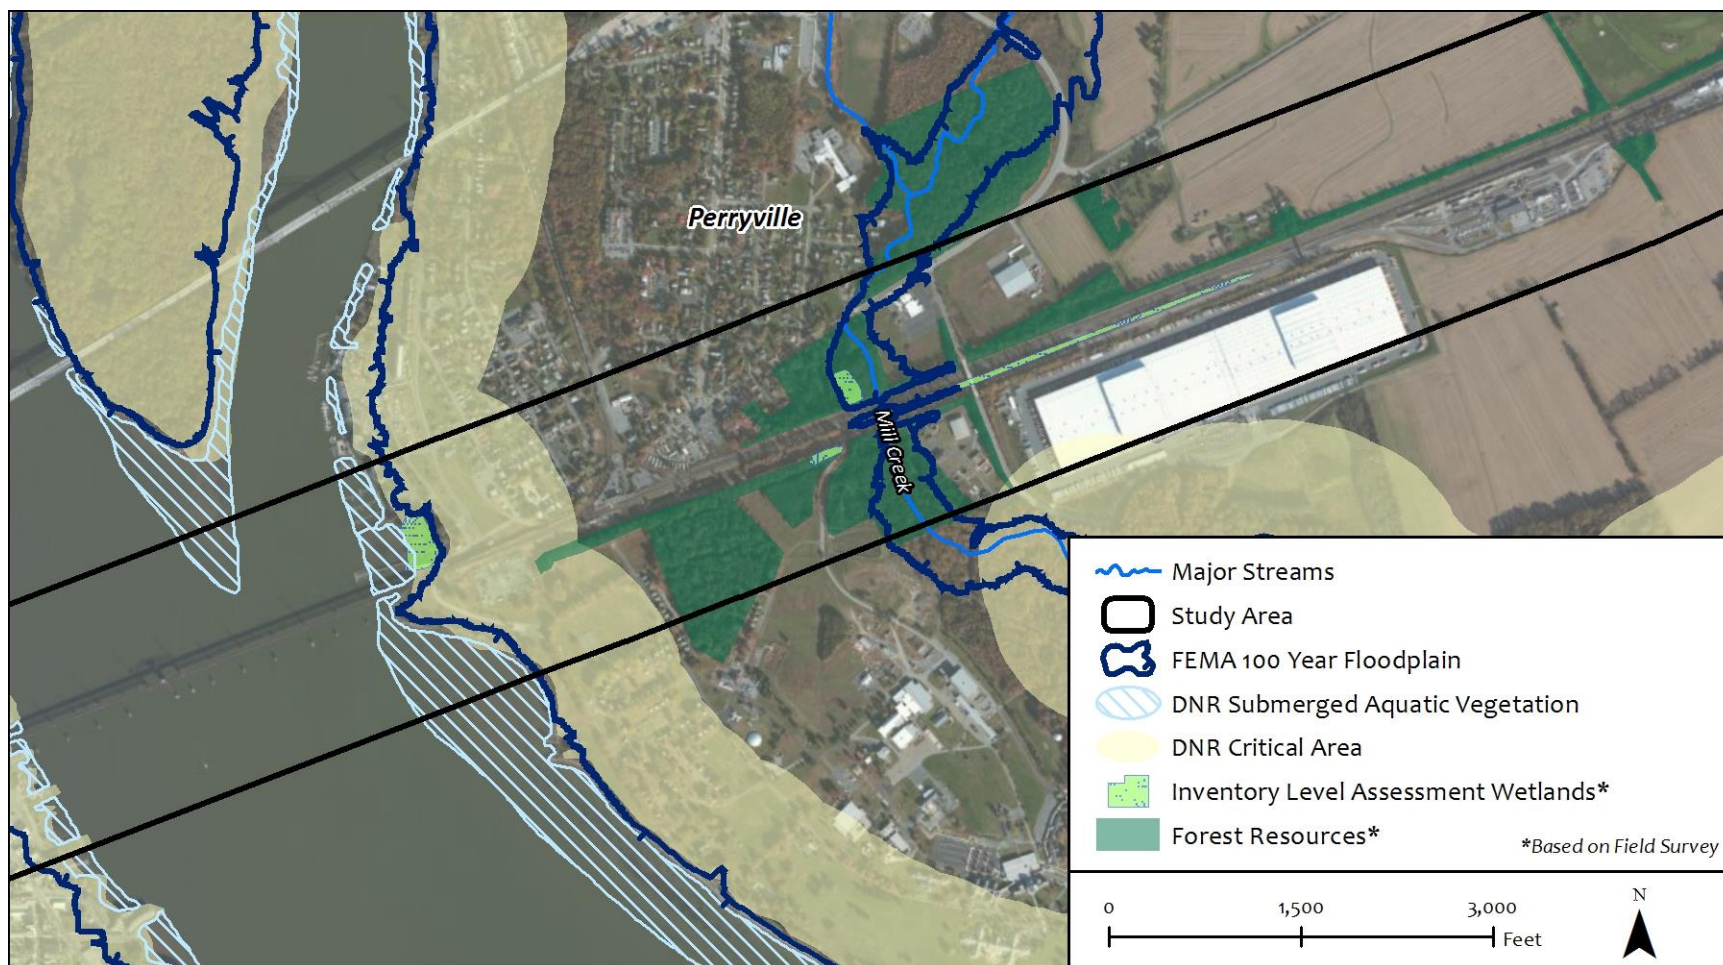 Perryville
Mill Creek
Major Streams
Study Area
FEMA 100 Year Floodplain
DNR Submerged Aquatic Vegetation
DNR Critical Area
Inventory Level Assessment Wetlands*
Forest Resources*
*Based on Field Survey
0 1,500 3,000
Feet
N